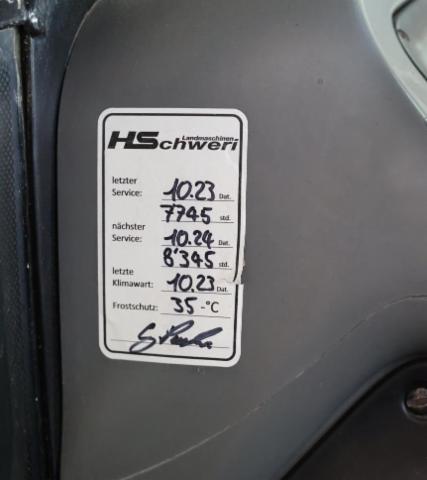 Landmaschinen
HSchweri
letzter
Service: 10.23 Dat.
7745 std.
nächster
Service: 10.24 Dat.
8'345 std.
letzte
Klimawart: 10.23 Dat.
Frostschutz: 35 -°C